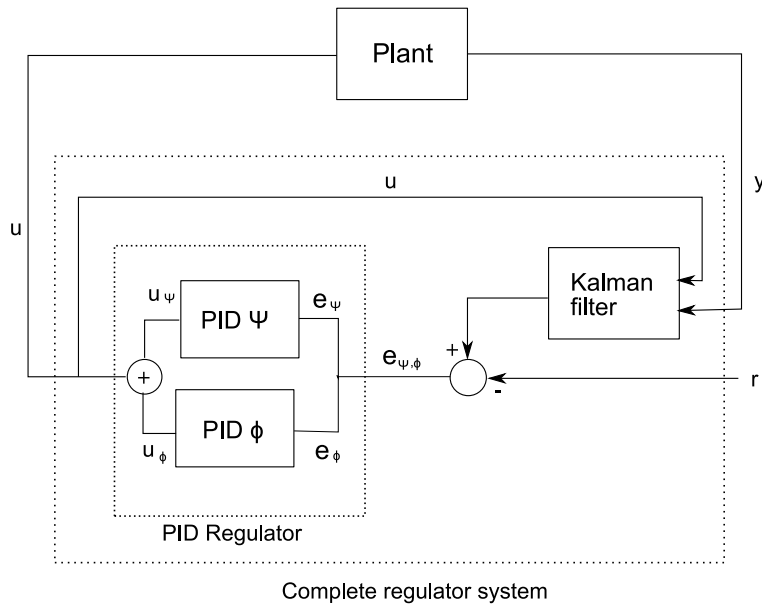 Plant
u
u
y
Kalman
filter
u ψ
PID Ψ
e ψ
+
e ψ,ϕ
+
-
r
u ϕ
PID ϕ
e ϕ
PID Regulator
Complete regulator system